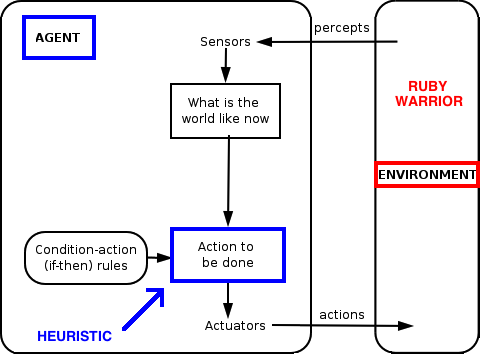 AGENT
Sensors
percepts
What is the
world like now
RUBY
WARRIOR
ENVIRONMENT
Condition-action
(if-then) rules
Action to
be done
HEURISTIC
Actuators
actions